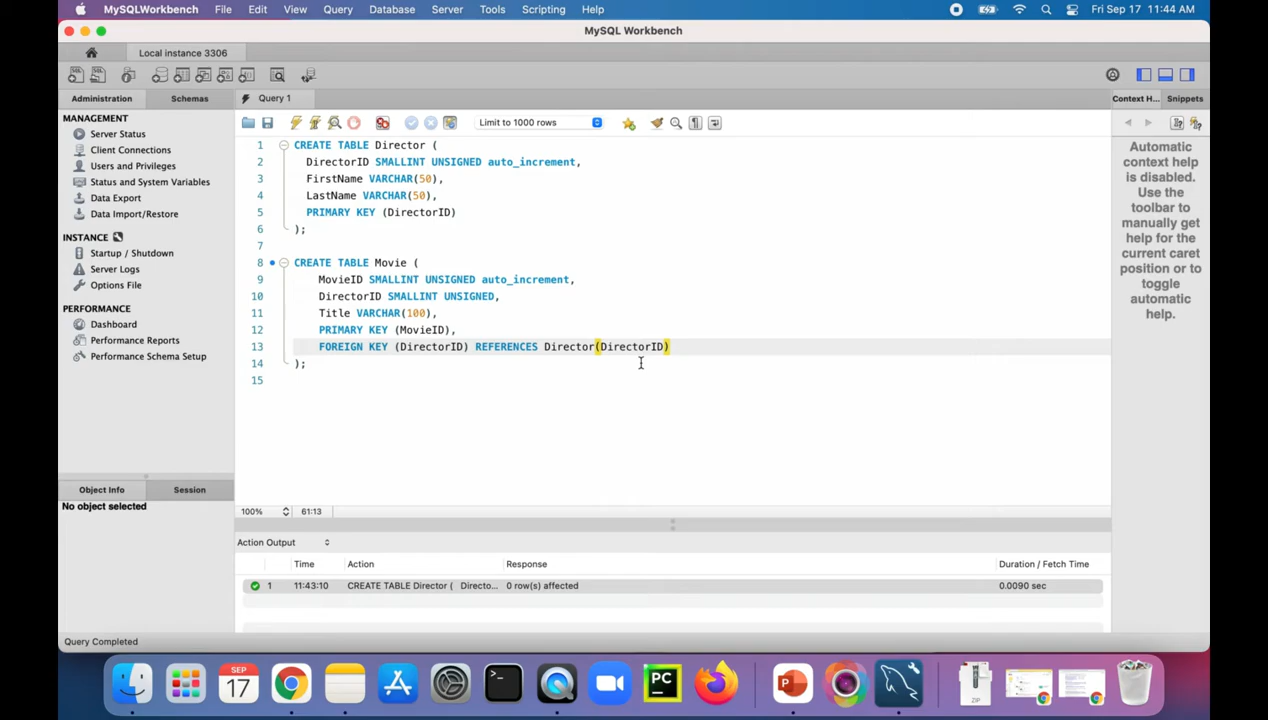 MySQLWorkbench File Edit View Query Database Server Tools Scripting Help Fri Sep 17 11:44 AM
MySQL Workbench
Local instance 3306
Administration Schemas Query 1 Context H... Snippets
MANAGEMENT
Server Status
Client Connections
Users and Privileges
Status and System Variables
Data Export
Data Import/Restore
INSTANCE
Startup / Shutdown
Server Logs
Options File
PERFORMANCE
Dashboard
Performance Reports
Performance Schema Setup
Object Info Session
No object selected
Limit to 1000 rows
1 CREATE TABLE Director (
2 DirectorID SMALLINT UNSIGNED auto_increment,
3 FirstName VARCHAR(50),
4 LastName VARCHAR(50),
5 PRIMARY KEY (DirectorID)
6 );
7
8 CREATE TABLE Movie (
9 MovieID SMALLINT UNSIGNED auto_increment,
10 DirectorID SMALLINT UNSIGNED,
11 Title VARCHAR(100),
12 PRIMARY KEY (MovieID),
13 FOREIGN KEY (DirectorID) REFERENCES Director(DirectorID)
14 );
15
Automatic
context help
is disabled.
Use the
toolbar to
manually get
help for the
current caret
position or to
toggle
automatic
help.
100% 61:13
Action Output
Time Action Response Duration / Fetch Time
1 11:43:10 CREATE TABLE Director ( Directo... 0 row(s) affected 0.0090 sec
Query Completed
SEP
17
PC
ZIP